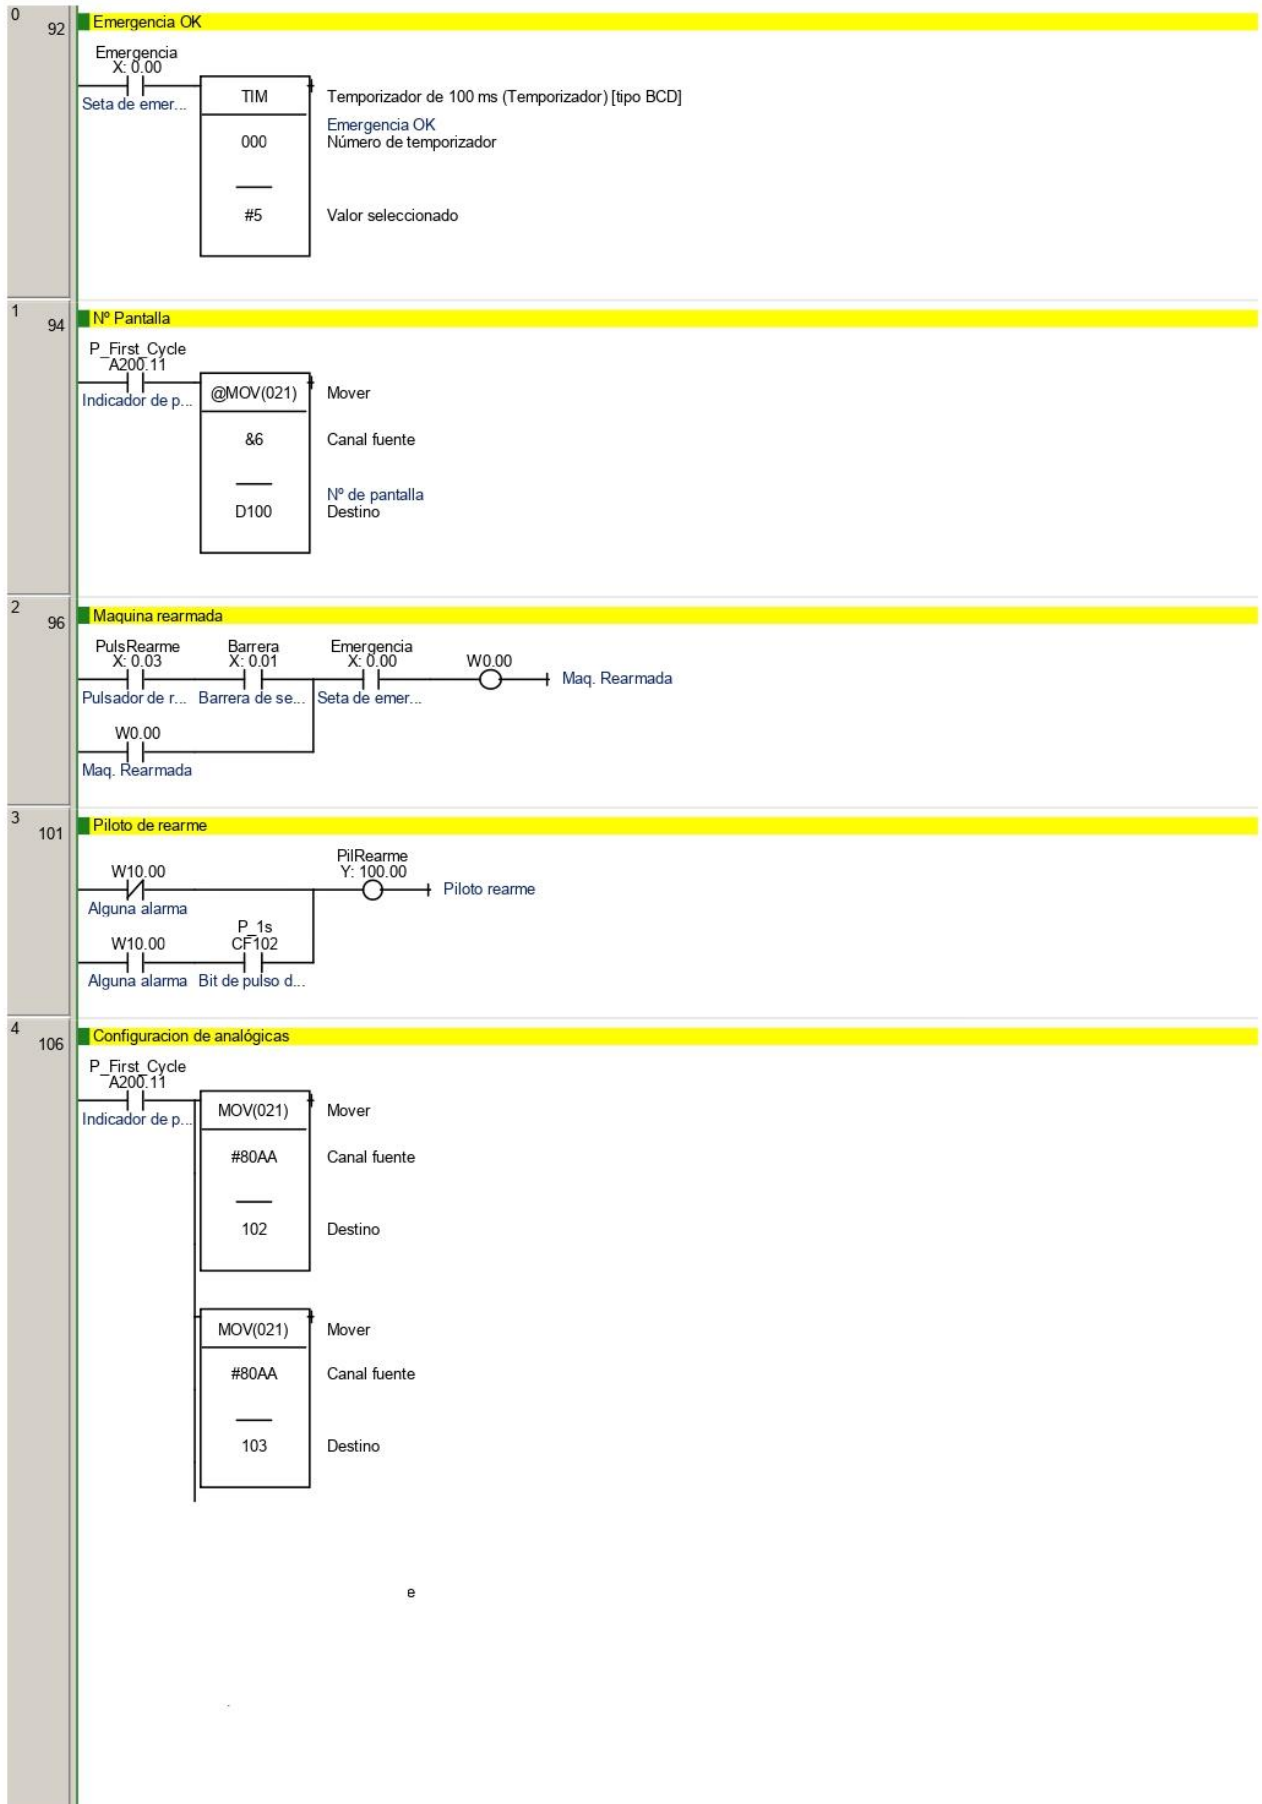 0
92
Emergencia OK
Emergencia
X: 0.00
Seta de emer...
TIM
Temporizador de 100 ms (Temporizador) [tipo BCD]
Emergencia OK
000
Número de temporizador
#5
Valor seleccionado
1
94
Nº Pantalla
P_First_Cycle
A200.11
Indicador de p...
@MOV(021)
Mover
&6
Canal fuente
Nº de pantalla
D100
Destino
2
96
Maquina rearmada
PulsRearme Barrera Emergencia
X: 0.03 X: 0.01 X: 0.00 W0.00
Maq. Rearmada
Pulsador de r... Barrera de se... Seta de emer...
W0.00
Maq. Rearmada
3
101
Piloto de rearme
PilRearme
W10.00 Y: 100.00
Piloto rearme
Alguna alarma
P_1s
W10.00 CF102
Alguna alarma Bit de pulso d...
4
106
Configuracion de analógicas
P_First_Cycle
A200.11
Indicador de p...
MOV(021)
Mover
#80AA
Canal fuente
102
Destino
MOV(021)
Mover
#80AA
Canal fuente
103
Destino
e